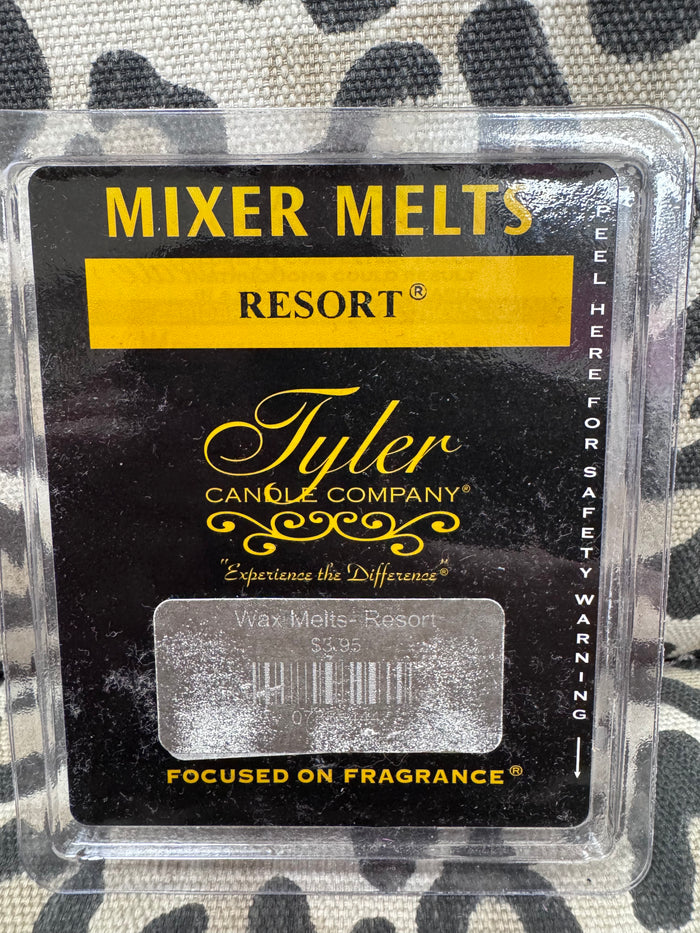 MIXER MELTS
RESORT®
Tyler
CANDLE COMPANY®
"Experience the Difference"®
Wax Melts- Resort
$3.95
FOCUSED ON FRAGRANCE®
PEEL HERE FOR SAFETY WARNING